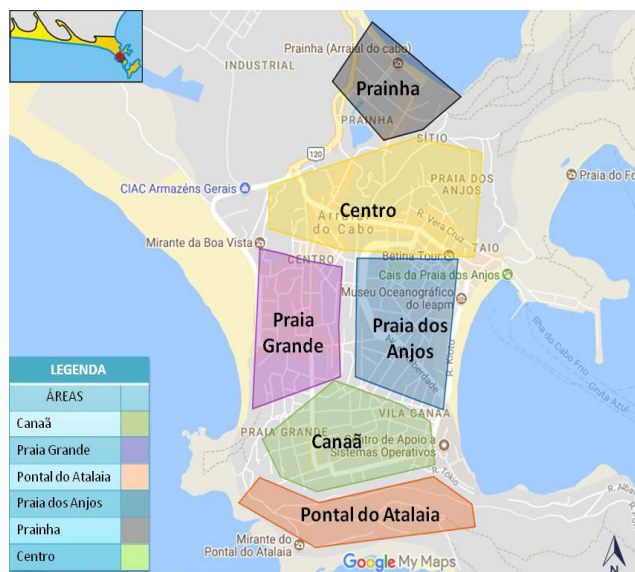 Prainha (Arraial do cabo)
INDUSTRIAL
Prainha
PRAINHA
SÍTIO
120
PRAIA DOS
ANJOS
CIAC Armazéns Gerais
Praia do Fo
Centro
Arraial
do Cabo
R. Vera Cruz
Mirante da Boa Vista
TAIO
CENTRO
Betina Tour
Cais da Praia dos Anjos
Museu Oceanográfico
do Ieapm
Praia
Grande
Praia dos
Anjos
Ilha do Cabo Frio
Gruta Azul
R. Kioto
LEGENDA
ÁREAS
Canaã
Praia Grande
Pontal do Atalaia
Praia dos Anjos
Prainha
Centro
VILA CANAÃ
PRAIA GRANDE
Canaã
ntro de Apoio a
Sistemas Operativos
R. Tókio
R. Alba
Pontal do Atalaia
Mirante do
Pontal do Atalaia
Google My Maps
N